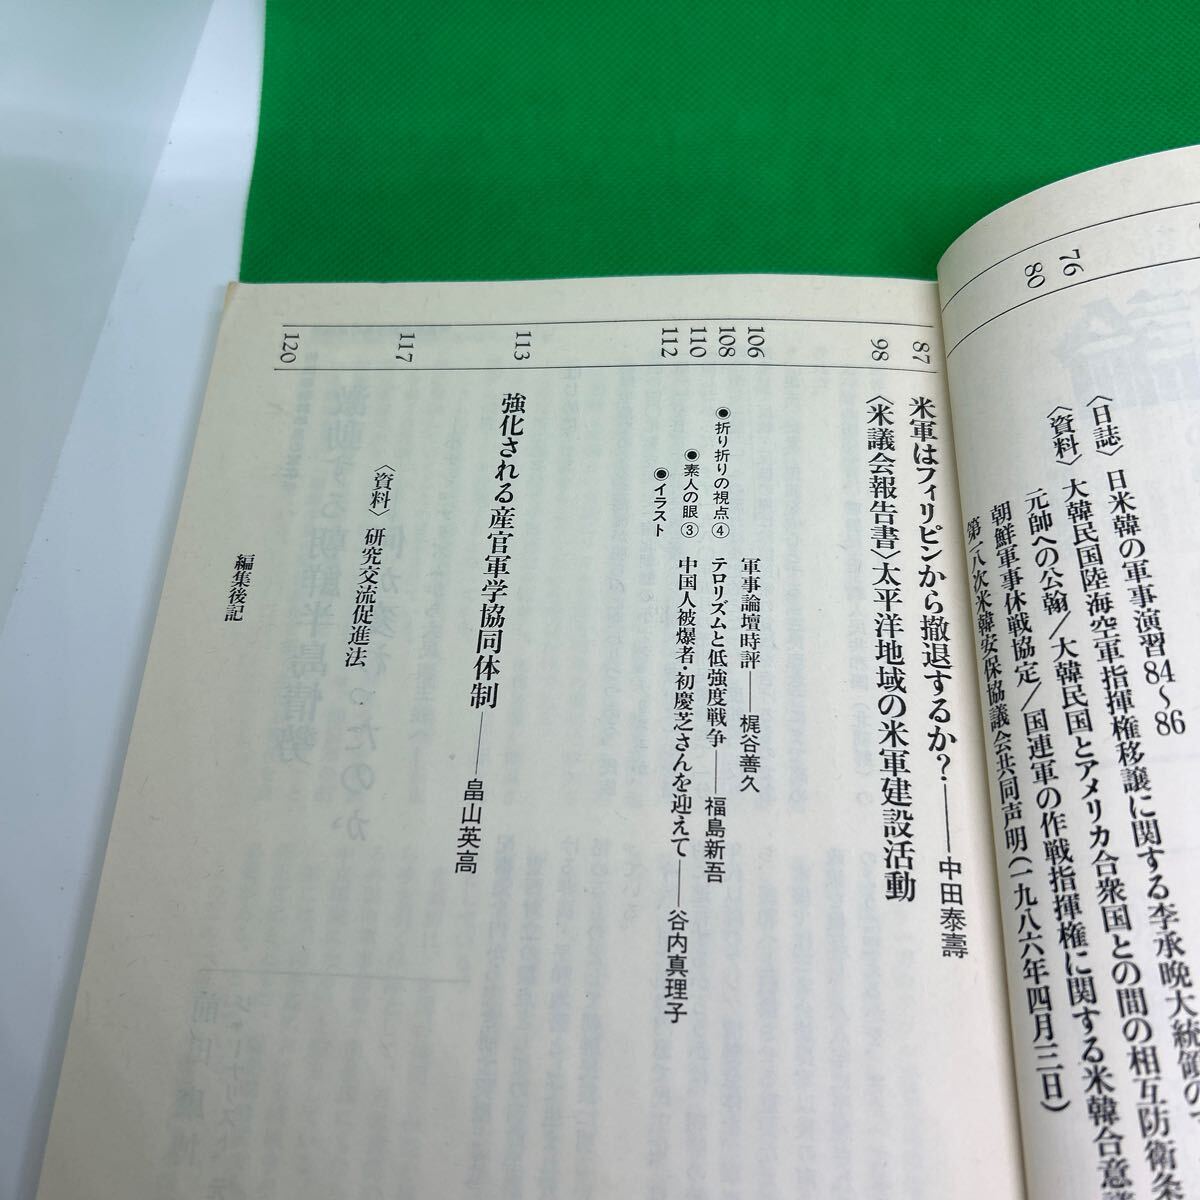 76
〈日誌〉日米韓の軍事演習84〜86
80
〈資料〉大韓民国陸海空軍指揮権移譲に関する李承晩大統領の
元帥への公翰／大韓民国とアメリカ合衆国との間の相互防衛条
朝鮮軍事休戦協定／国連軍の作戦指揮権に関する米韓合意
第一八次米韓安保協議会共同声明(一九八六年四月三日)
87
米軍はフィリピンから撤退するか?——中田泰壽
98
〈米議会報告書〉太平洋地域の米軍建設活動
106
軍事論壇時評——梶谷善久
108
●折り折りの視点④ テロリズムと低強度戦争——福島新吾
110
●素人の眼③ 中国人被爆者・初慶芝さんを迎えて——谷内真理子
112
●イラスト
113
強化される産官軍学協同体制——畠山英高
117
〈資料〉研究交流促進法
120
編集後記